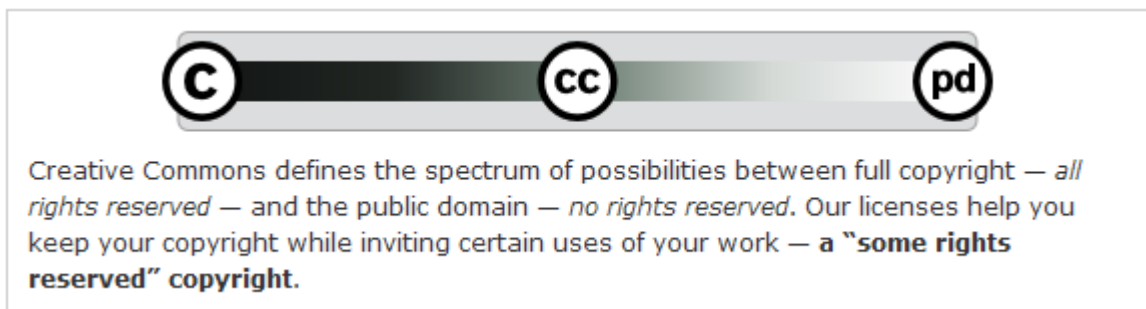 C cc pd
Creative Commons defines the spectrum of possibilities between full copyright — all
rights reserved — and the public domain — no rights reserved. Our licenses help you
keep your copyright while inviting certain uses of your work — a “some rights
reserved” copyright.